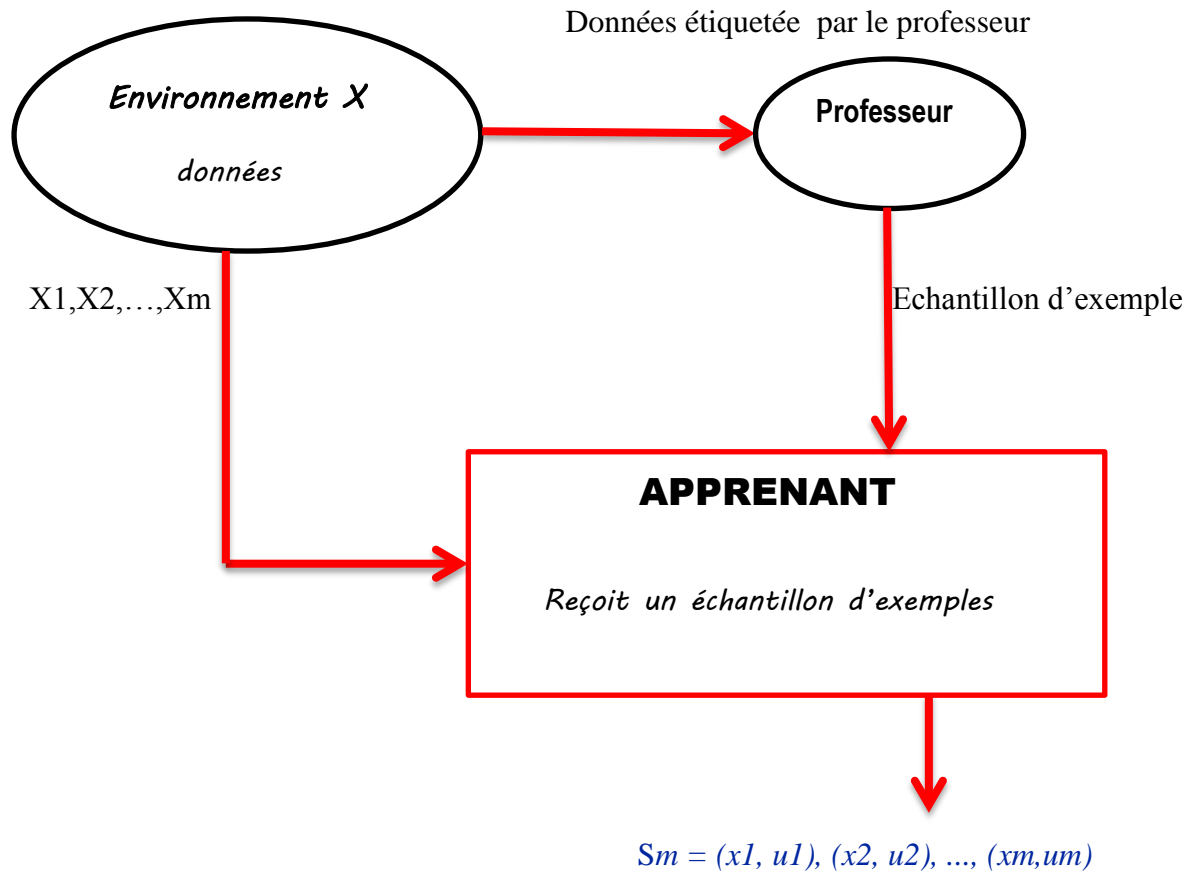 Données étiquetée par le professeur
Environnement X
données
Professeur
X1,X2,…,Xm
Echantillon d’exemple
APPRENANT
Reçoit un échantillon d’exemples
Sm = (x1, u1), (x2, u2), ..., (xm,um)